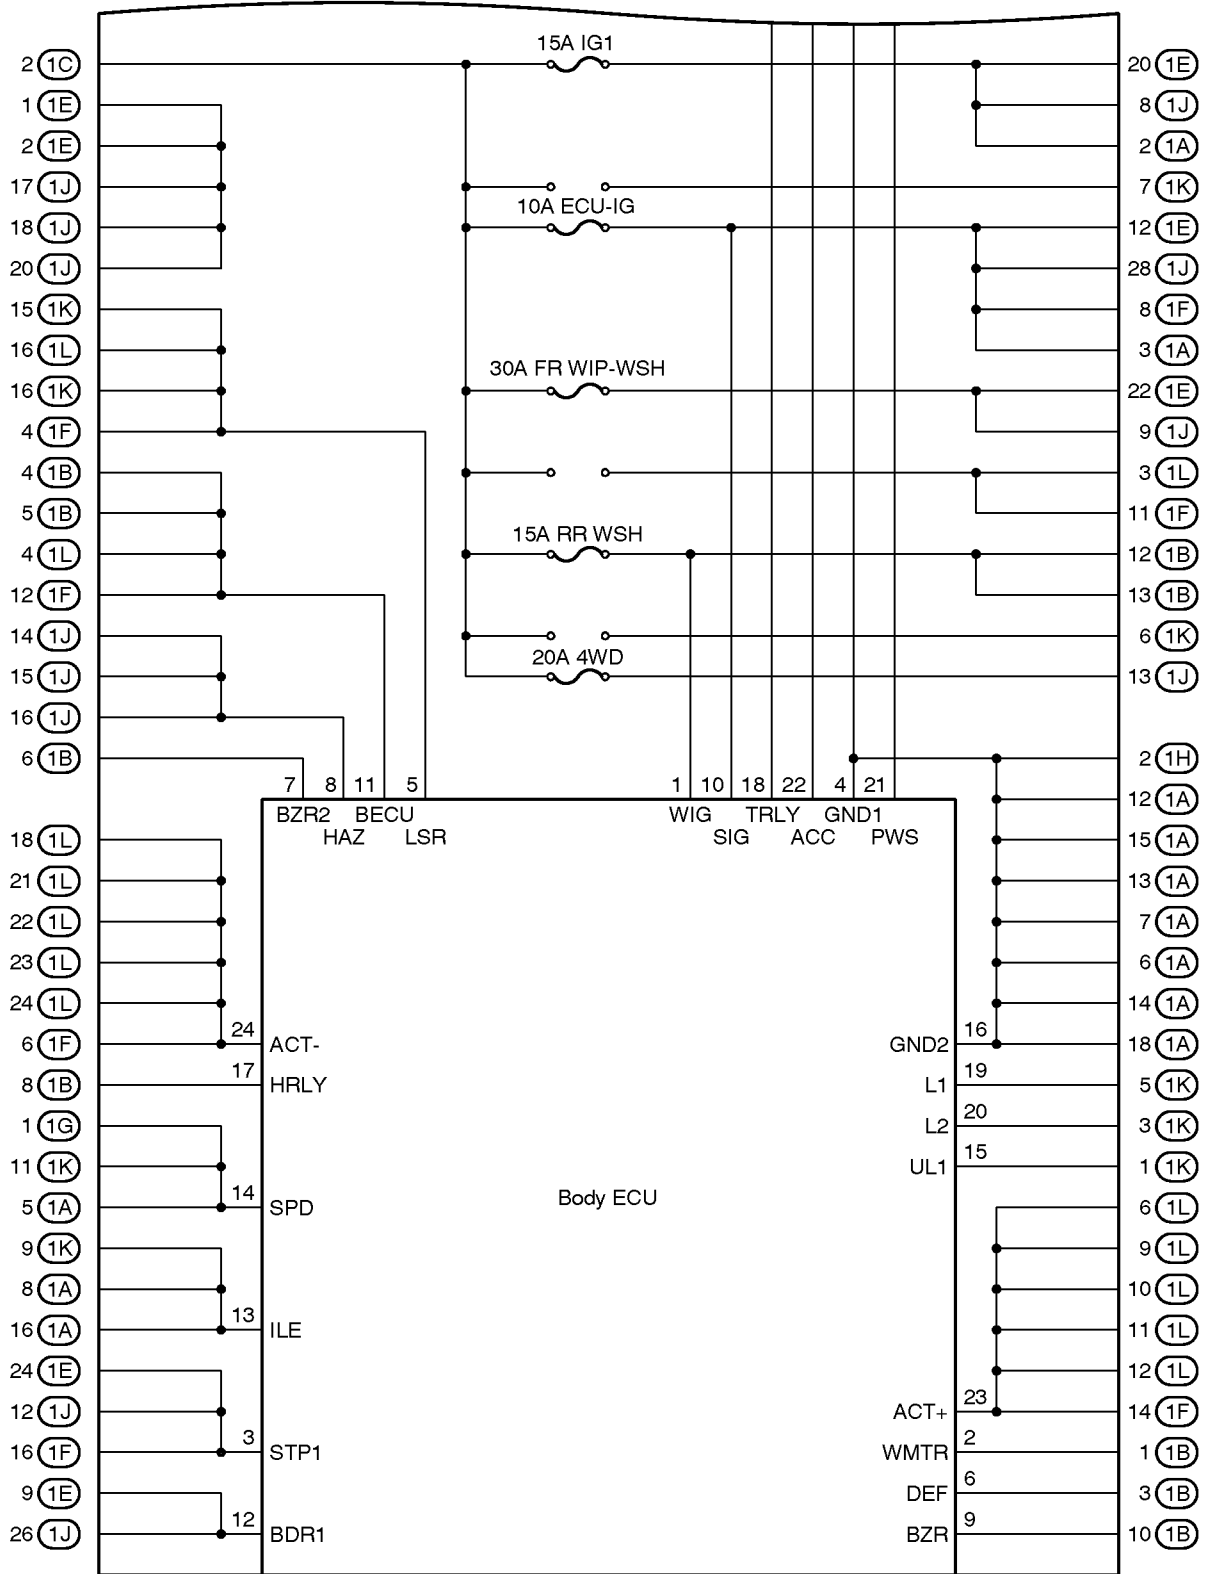 15A IG1
2 1C 20 1E
1 1E 8 1J
2 1E 2 1A
17 1J 7 1K
10A ECU-IG
18 1J 12 1E
20 1J 28 1J
15 1K 8 1F
16 1L 3 1A
30A FR WIP-WSH
16 1K 22 1E
4 1F 9 1J
4 1B 3 1L
5 1B 11 1F
15A RR WSH
4 1L 12 1B
12 1F 13 1B
14 1J 6 1K
20A 4WD
15 1J 13 1J
16 1J
6 1B 2 1H
7 8 11 5 1 10 18 22 4 21
12 1A
BZR2 BECU WIG TRLY GND1
HAZ LSR SIG ACC PWS
18 1L 15 1A
21 1L 13 1A
22 1L 7 1A
23 1L 6 1A
24 1L 14 1A
24 16
6 1F ACT- GND2 18 1A
17 19
8 1B HRLY L1 5 1K
20
1 1G L2 3 1K
15
11 1K UL1 1 1K
14
5 1A SPD Body ECU 6 1L
9 1K 9 1L
8 1A 10 1L
13
16 1A ILE 11 1L
24 1E 12 1L
23
12 1J ACT+ 14 1F
3 2
16 1F STP1 WMTR 1 1B
6
9 1E DEF 3 1B
12 9
26 1J BDR1 BZR 10 1B